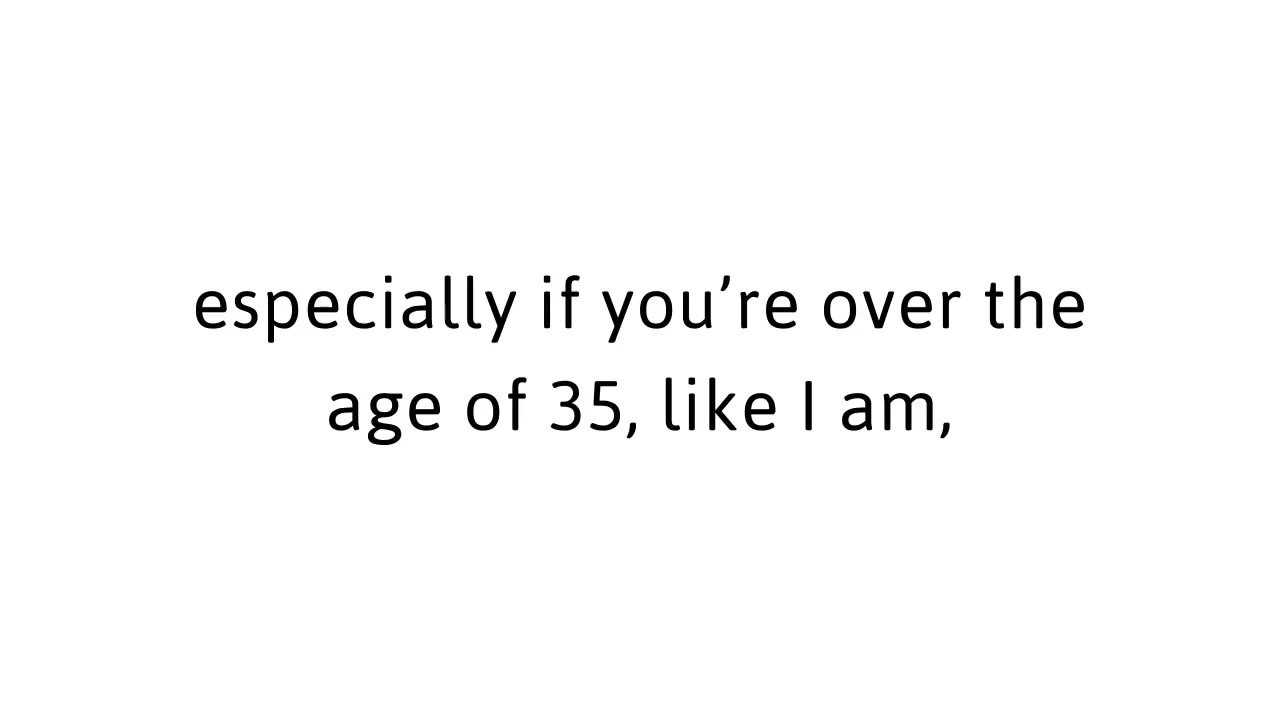 especially if you’re over the
age of 35, like I am,